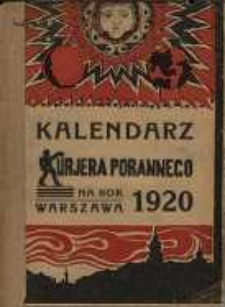 KALENDARZ
KURJERA PORANNEGO
NA ROK
WARSZAWA 1920